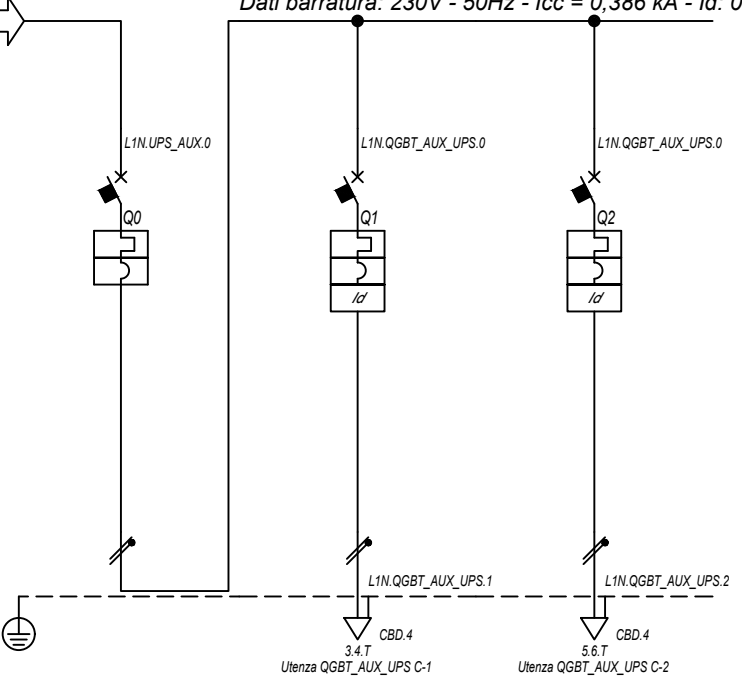 Dati barratura: 230V - 50Hz - Icc = 0,386 kA - Id: 0
L1N.UPS_AUX.0
L1N.QGBT_AUX_UPS.0
L1N.QGBT_AUX_UPS.0
Q0
Q1
Q2
Id
Id
L1N.QGBT_AUX_UPS.1
L1N.QGBT_AUX_UPS.2
CBD.4
CBD.4
3.4.T
5.6.T
Utenza QGBT_AUX_UPS C-1
Utenza QGBT_AUX_UPS C-2